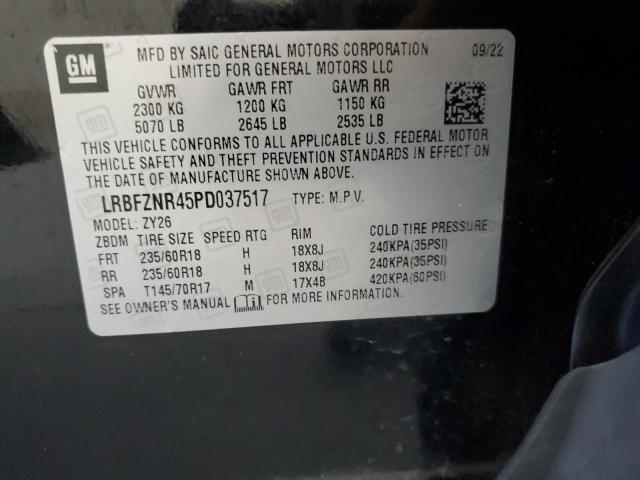 GM
MFD BY SAIC GENERAL MOTORS CORPORATION 09/22
LIMITED FOR GENERAL MOTORS LLC
GVWR GAWR FRT GAWR RR
2300 KG 1200 KG 1150 KG
5070 LB 2645 LB 2535 LB
THIS VEHICLE CONFORMS TO ALL APPLICABLE U.S. FEDERAL MOTOR
VEHICLE SAFETY AND THEFT PREVENTION STANDARDS IN EFFECT ON
THE DATE OF MANUFACTURE SHOWN ABOVE.
LRBFZNR45PD037517 TYPE: M.P.V.
MODEL: ZY26
ZBDM TIRE SIZE SPEED RTG RIM COLD TIRE PRESSURE
FRT 235/60R18 H 18X8J 240KPA(35PSI)
RR 235/60R18 H 18X8J 240KPA(35PSI)
SPA T145/70R17 M 17X4B 420KPA(60PSI)
SEE OWNER'S MANUAL FOR MORE INFORMATION.